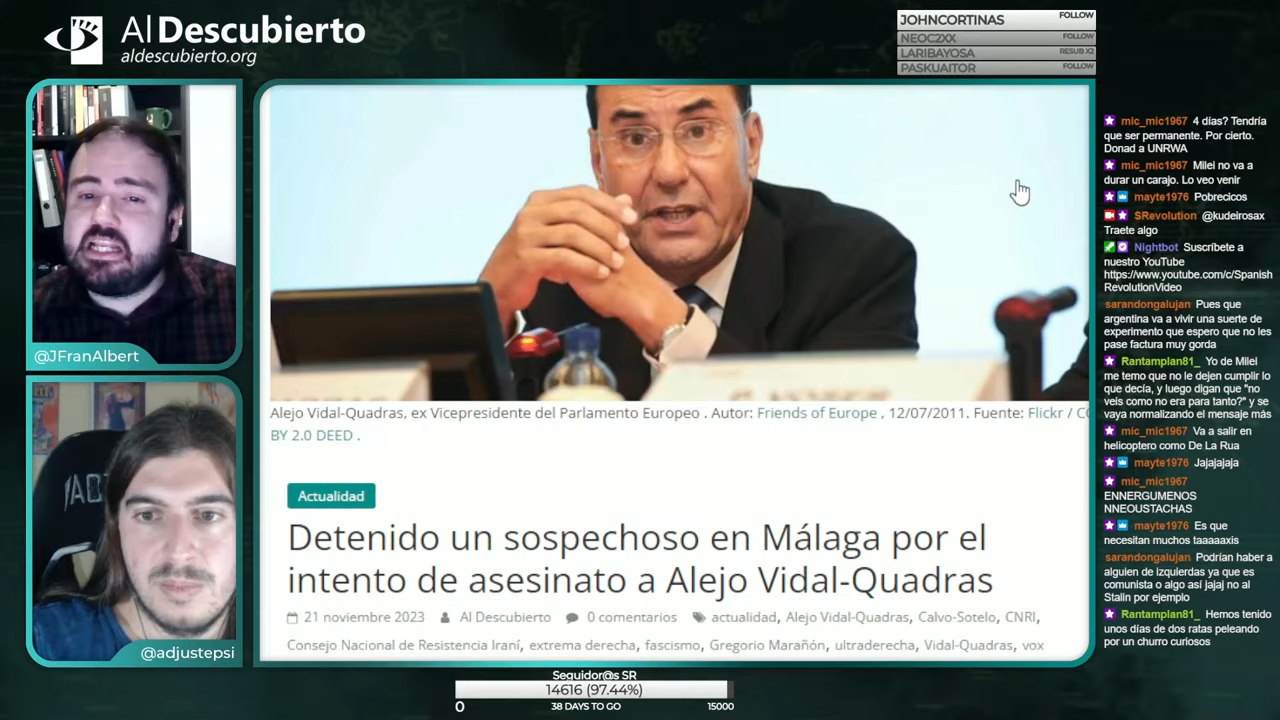 Al Descubierto
aldescubierto.org
JOHNCORTINAS FOLLOW
NEOC2XX FOLLOW
LARIBAYOSA RESUB X2
PASKUAITOR FOLLOW
@JFranAlbert
@adjustepsi
Alejo Vidal-Quadras, ex Vicepresidente del Parlamento Europeo . Autor: Friends of Europe , 12/07/2011. Fuente: Flickr / CC
BY 2.0 DEED .
Actualidad
Detenido un sospechoso en Málaga por el
intento de asesinato a Alejo Vidal-Quadras
21 noviembre 2023 Al Descubierto 0 comentarios actualidad, Alejo Vidal-Quadras, Calvo-Sotelo, CNRI,
Consejo Nacional de Resistencia Iraní, extrema derecha, fascismo, Gregorio Marañón, ultraderecha, Vidal-Quadras, vox
mic_mic1967 4 días? Tendría
que ser permanente. Por cierto.
Donad a UNRWA
mic_mic1967 Milei no va a
durar un carajo. Lo veo venir
mayte1976 Pobrecicos
SRevolution @kudeirosax
Traete algo
Nightbot Suscríbete a
nuestro YouTube
https://www.youtube.com/c/Spanish
RevolutionVideo
sarandongalujan Pues que
argentina va a vivir una suerte de
experimento que espero que no les
pase factura muy gorda
Rantamplan81_ Yo de Milei
me temo que no le dejen cumplir lo
que decía, y luego digan que "no
veis como no era para tanto?" y se
vaya normalizando el mensaje más
mic_mic1967 Va a salir en
helicoptero como De La Rua
mayte1976 Jajajajaja
mic_mic1967
ENNERGUMENOS
NNEOUSTACHAS
mayte1976 Es que
necesitan muchos taaaaaxis
sarandongalujan Podrían haber a
alguien de izquierdas ya que es
comunista o algo así jajaj no al
Stalin por ejemplo
Rantamplan81_ Hemos tenido
unos días de dos ratas peleando
por un churro curiosos
Seguidor@s SR
14616 (97.44%)
0 38 DAYS TO GO 15000